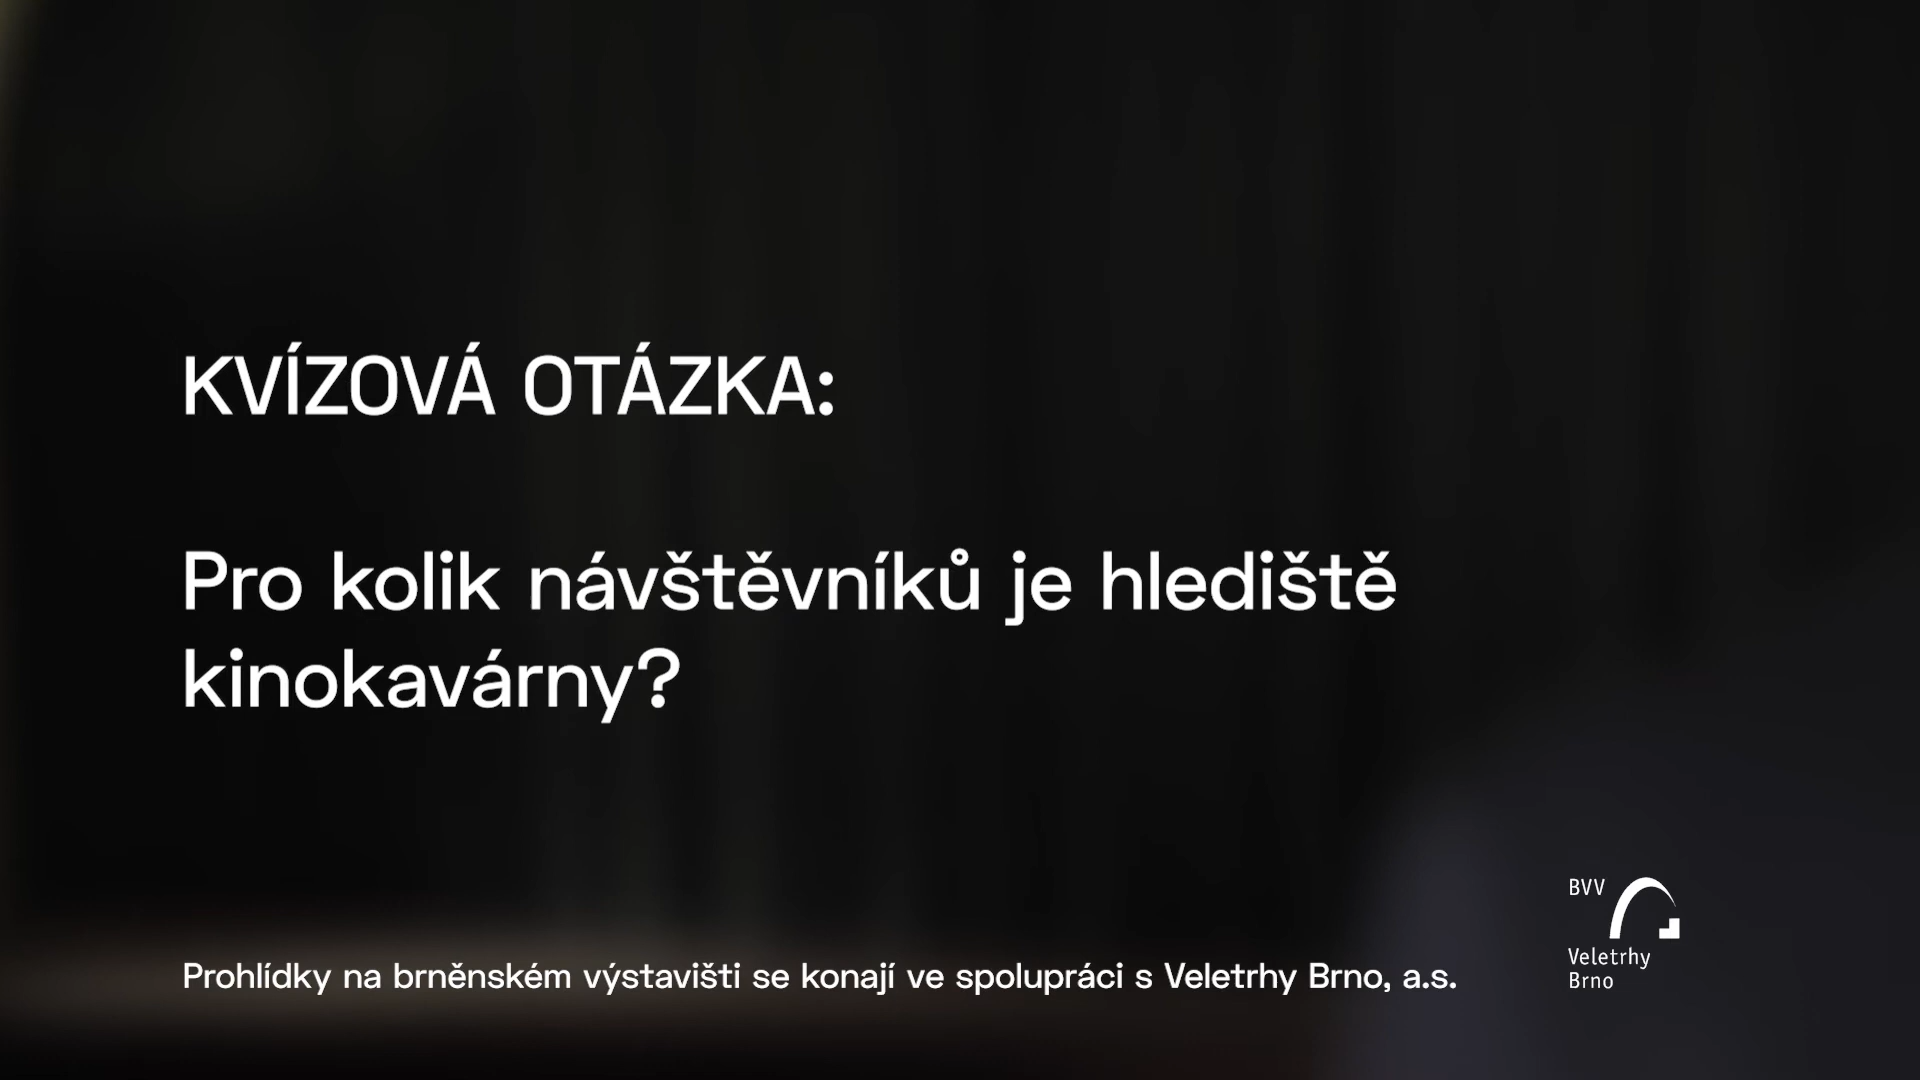 KVÍZOVÁ OTÁZKA:
Pro kolik návštěvníků je hlediště
kinokavárny?
Prohlídky na brněnském výstavišti se konají ve spolupráci s Veletrhy Brno, a.s.
BVV
Veletrhy
Brno